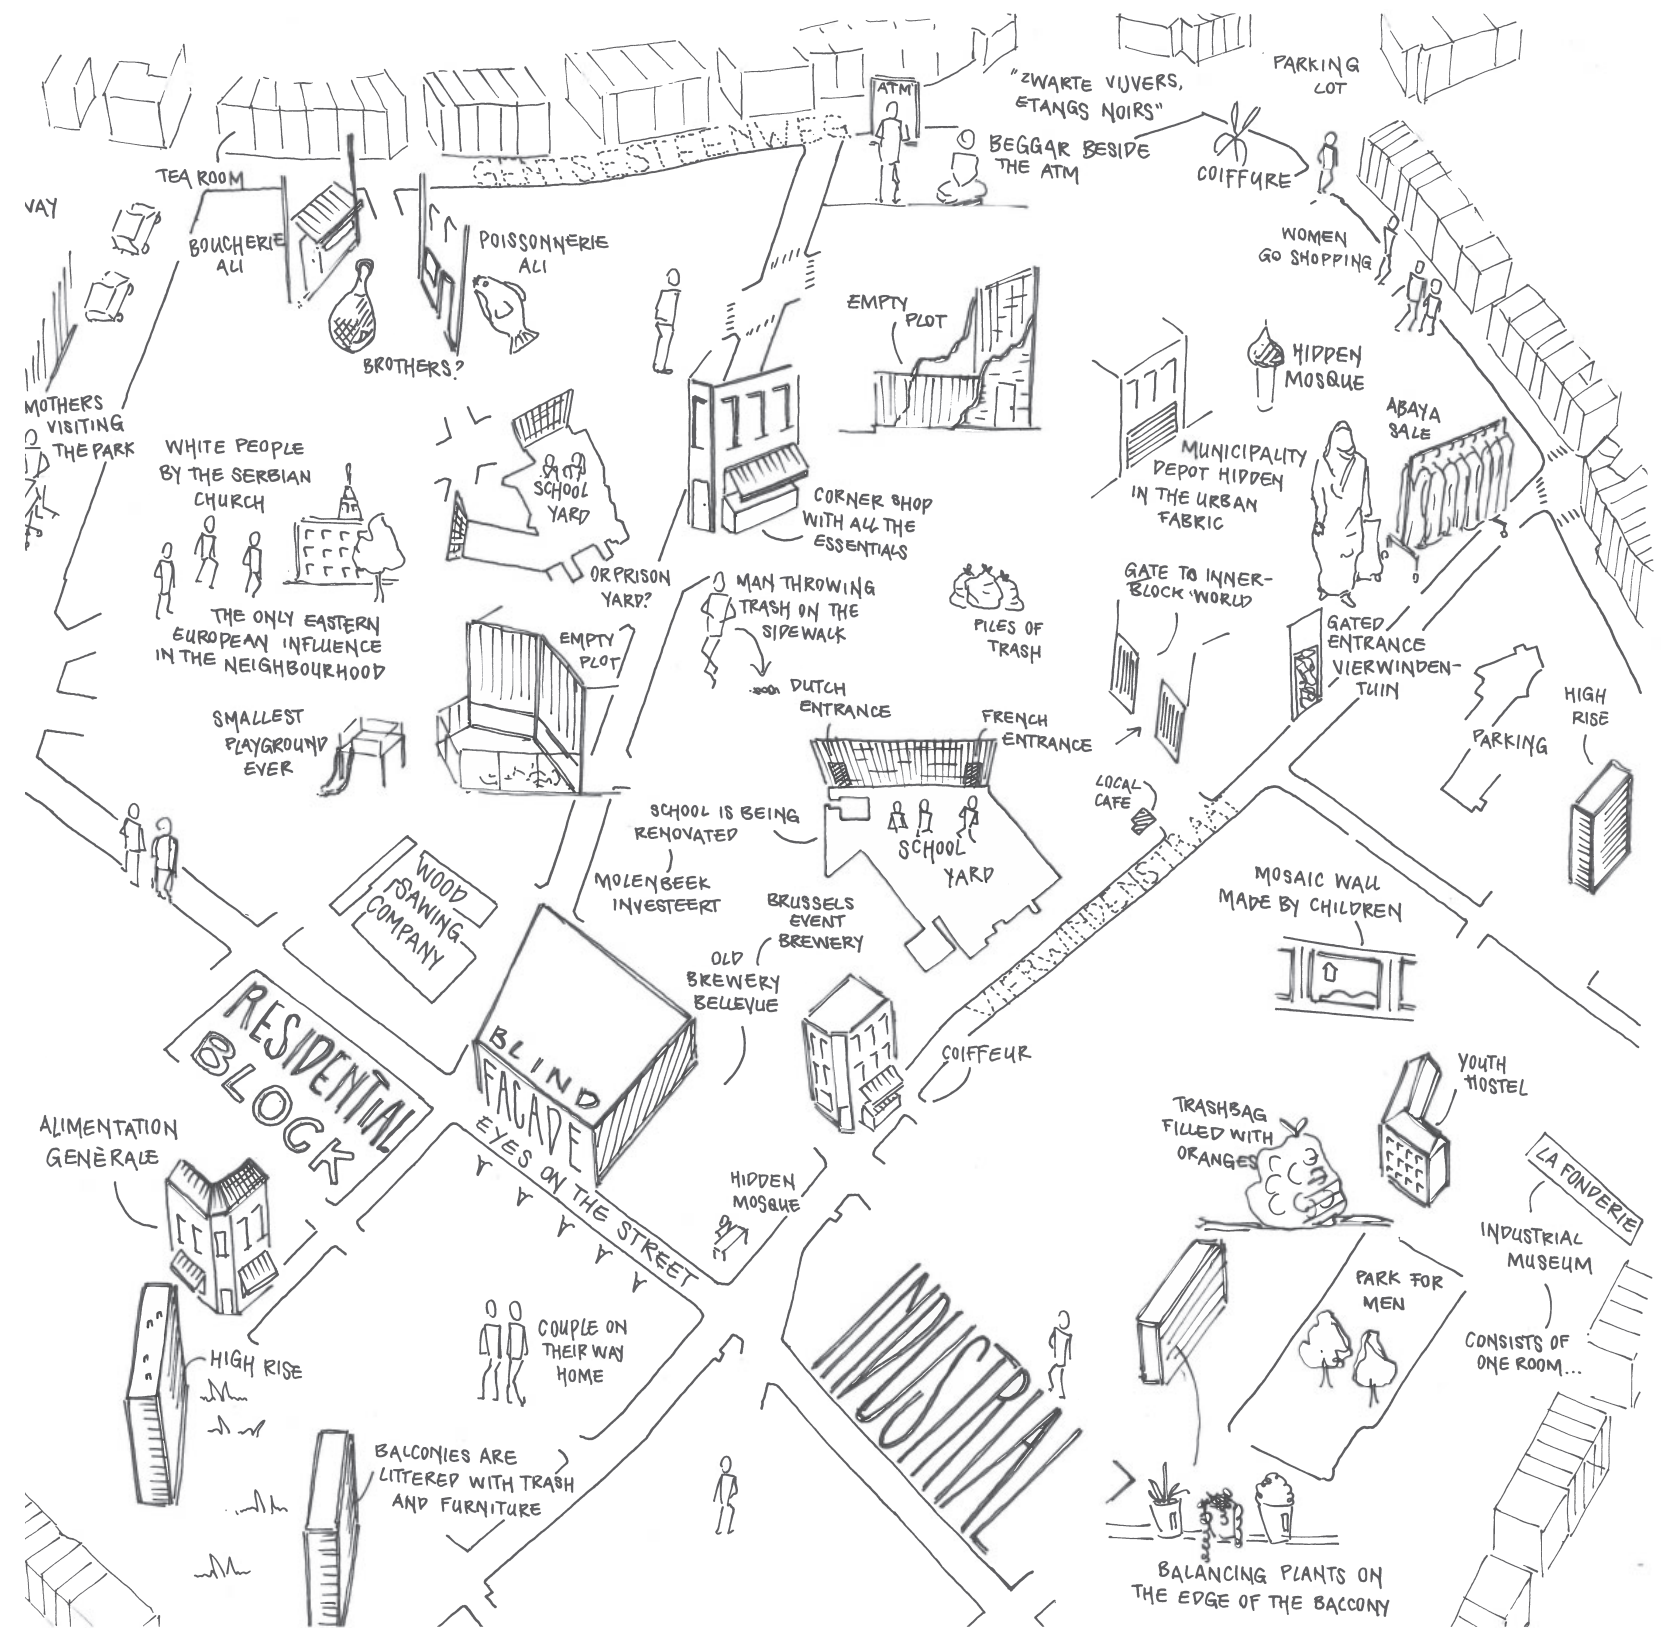 PARKING
LOT
"ZWARTE VIJVERS,
ETANGS NOIRS"
ATM
BEGGAR BESIDE
THE ATM
COIFFURE
GENTSESTEENWEG
TEA ROOM
VAY
BOUCHERIE
ALI
POISSONNERIE
ALI
BROTHERS?
WOMEN
GO SHOPPING
EMPTY
PLOT
HIDDEN
MOSQUE
ABAYA
SALE
MOTHERS
VISITING
THE PARK
WHITE PEOPLE
BY THE SERBIAN
CHURCH
SCHOOL
YARD
OR PRISON
YARD?
CORNER SHOP
WITH ALL THE
ESSENTIALS
MUNICIPALITY
DEPOT HIDDEN
IN THE URBAN
FABRIC
THE ONLY EASTERN
EUROPEAN INFLUENCE
IN THE NEIGHBOURHOOD
EMPTY
PLOT
MAN THROWING
TRASH ON THE
SIDEWALK
PILES OF
TRASH
GATE TO INNER-
BLOCK WORLD
GATED
ENTRANCE
VIERWINDEN-
TUIN
SMALLEST
PLAYGROUND
EVER
DUTCH
ENTRANCE
FRENCH
ENTRANCE
PARKING
HIGH
RISE
LOCAL
CAFE
SCHOOL IS BEING
RENOVATED
MOLENBEEK
INVESTEERT
SCHOOL
YARD
VIERWINDENSTRAAT
WOOD
SAWING
COMPANY
BRUSSELS
EVENT
BREWERY
OLD
BREWERY
BELLEVUE
MOSAIC WALL
MADE BY CHILDREN
RESIDENTIAL
BLOCK
BLIND
FACADE
EYES ON THE STREET
COIFFEUR
YOUTH
HOSTEL
ALIMENTATION
GENÈRALE
TRASHBAG
FILLED WITH
ORANGES
HIDDEN
MOSQUE
LA FONDERIE
INDUSTRIAL
MUSEUM
CONSISTS OF
ONE ROOM...
PARK FOR
MEN
HIGH RISE
COUPLE ON
THEIR WAY
HOME
INDUSTRIAL
BALCONIES ARE
LITTERED WITH TRASH
AND FURNITURE
BALANCING PLANTS ON
THE EDGE OF THE BALCONY